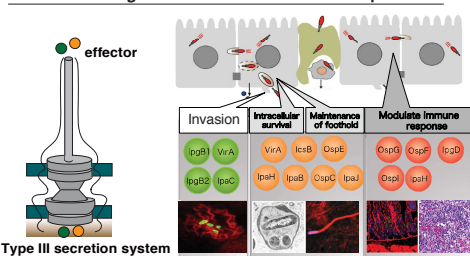 effector
Type III secretion system
Invasion
Intracellular
survival
Maintenance
of foothold
Modulate immune
response
IpgB1 VirA
IpgB2 IpaC
VirA IcsB OspE
IpaH IpaB OspC IpaJ
OspG OspF IpgD
OspI IpaH